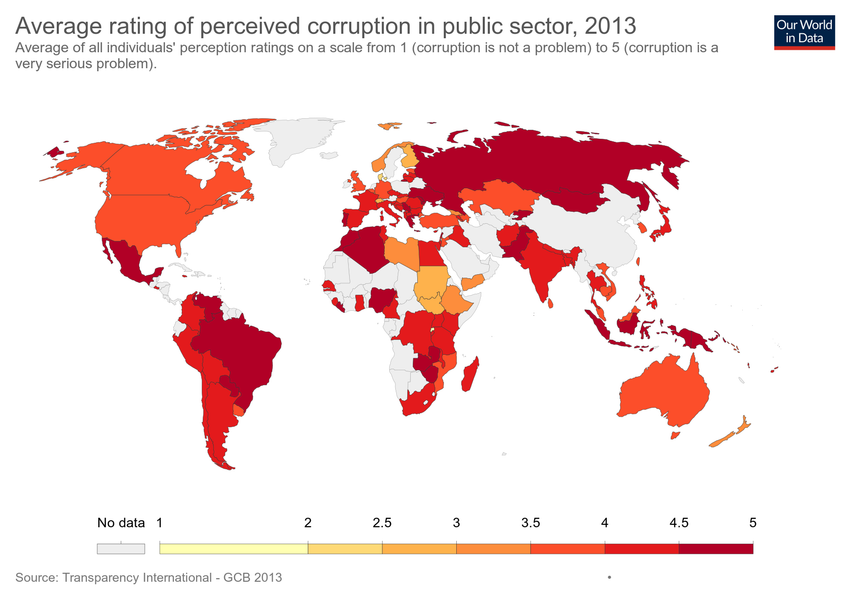 Average rating of perceived corruption in public sector, 2013
Average of all individuals' perception ratings on a scale from 1 (corruption is not a problem) to 5 (corruption is a
very serious problem).
Our World
in Data
No data 1 2 2.5 3 3.5 4 4.5 5
Source: Transparency International - GCB 2013